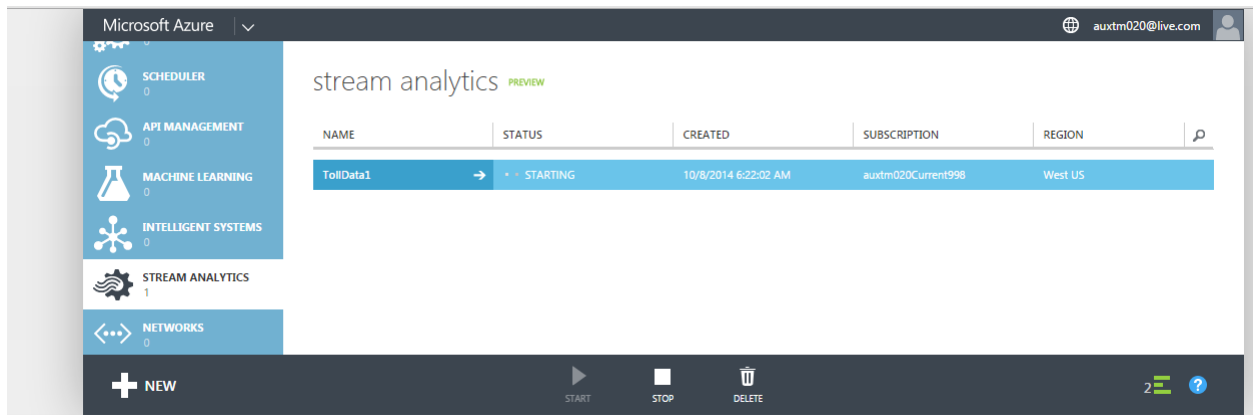 Microsoft Azure
auxtm020@live.com
0
SCHEDULER
0
API MANAGEMENT
0
MACHINE LEARNING
0
INTELLIGENT SYSTEMS
0
STREAM ANALYTICS
1
NETWORKS
0
stream analytics PREVIEW
NAME STATUS CREATED SUBSCRIPTION REGION
TollData1 STARTING 10/8/2014 6:22:02 AM auxtm020Current998 West US
NEW
START STOP DELETE
2
?